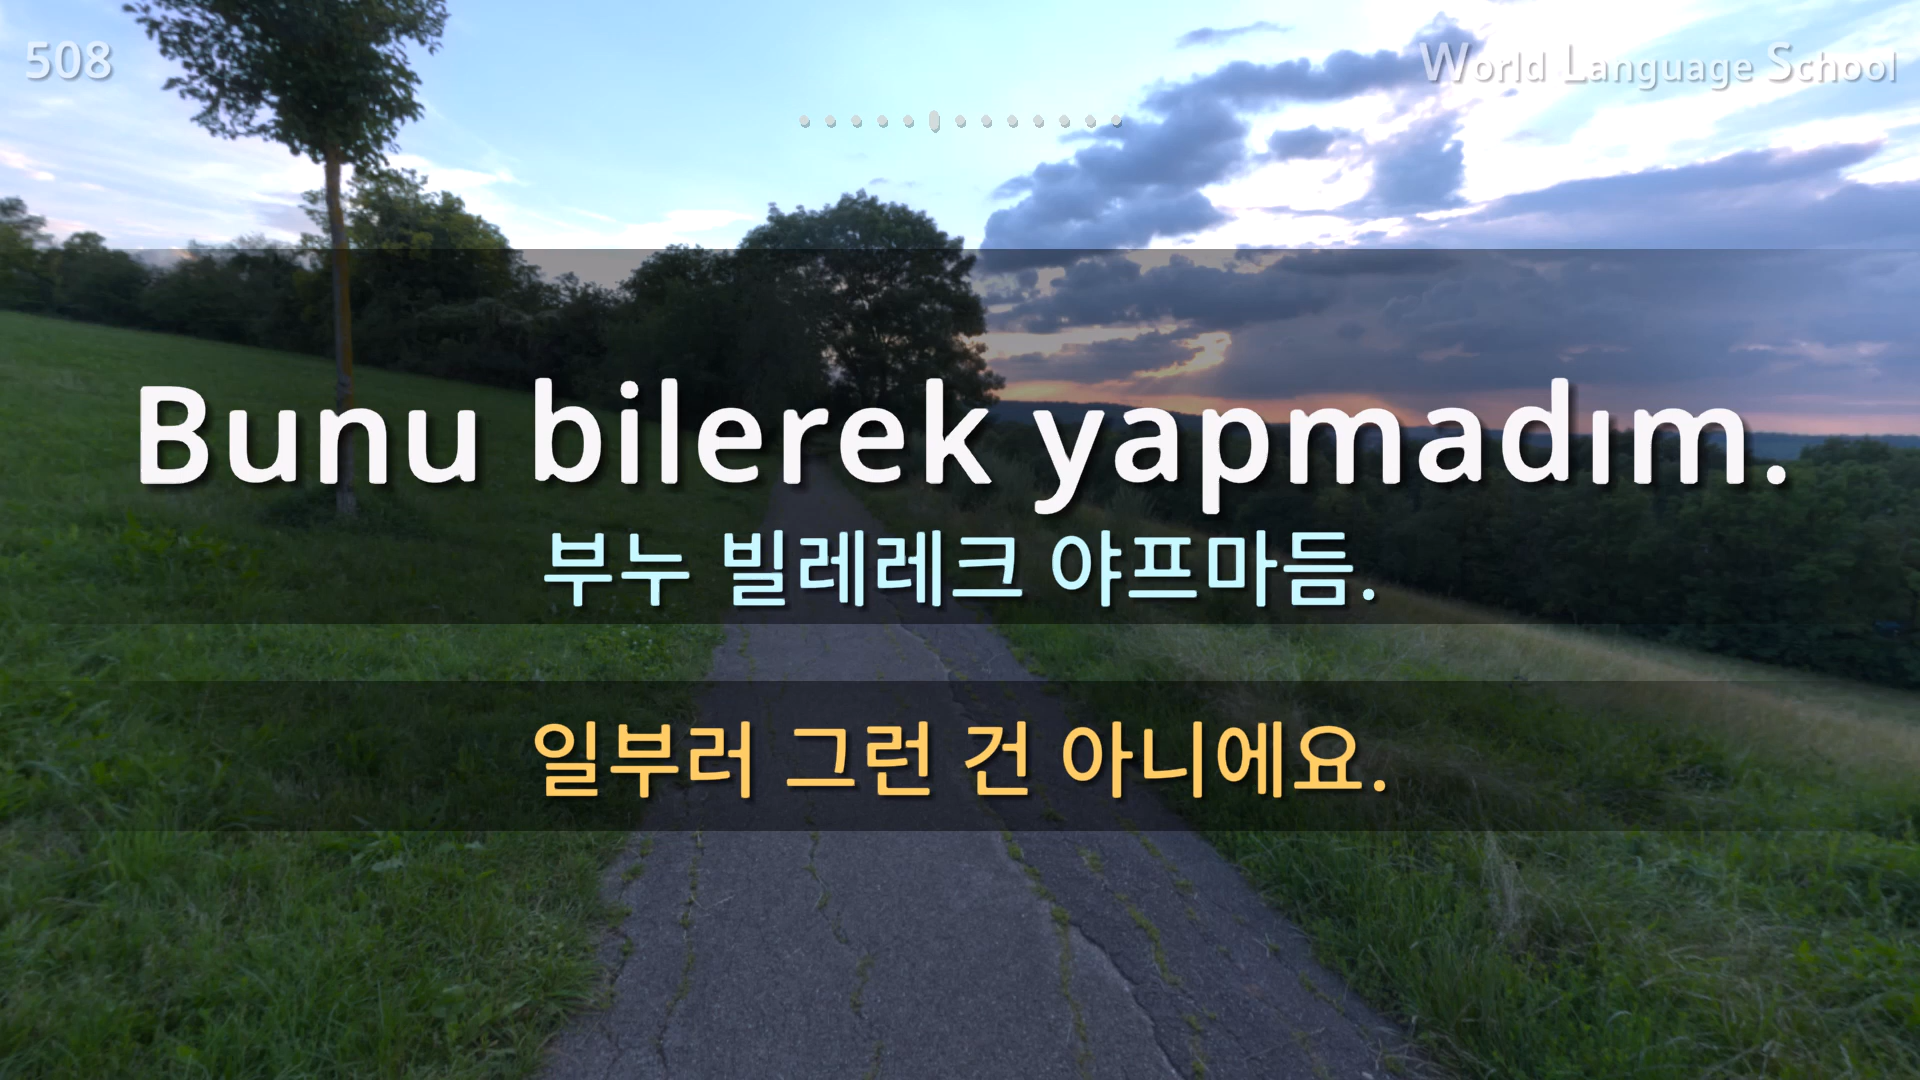 508
World Language School
Bunu bilerek yapmadım.
부누 빌레레크 야프마듬.
일부러 그런 건 아니에요.